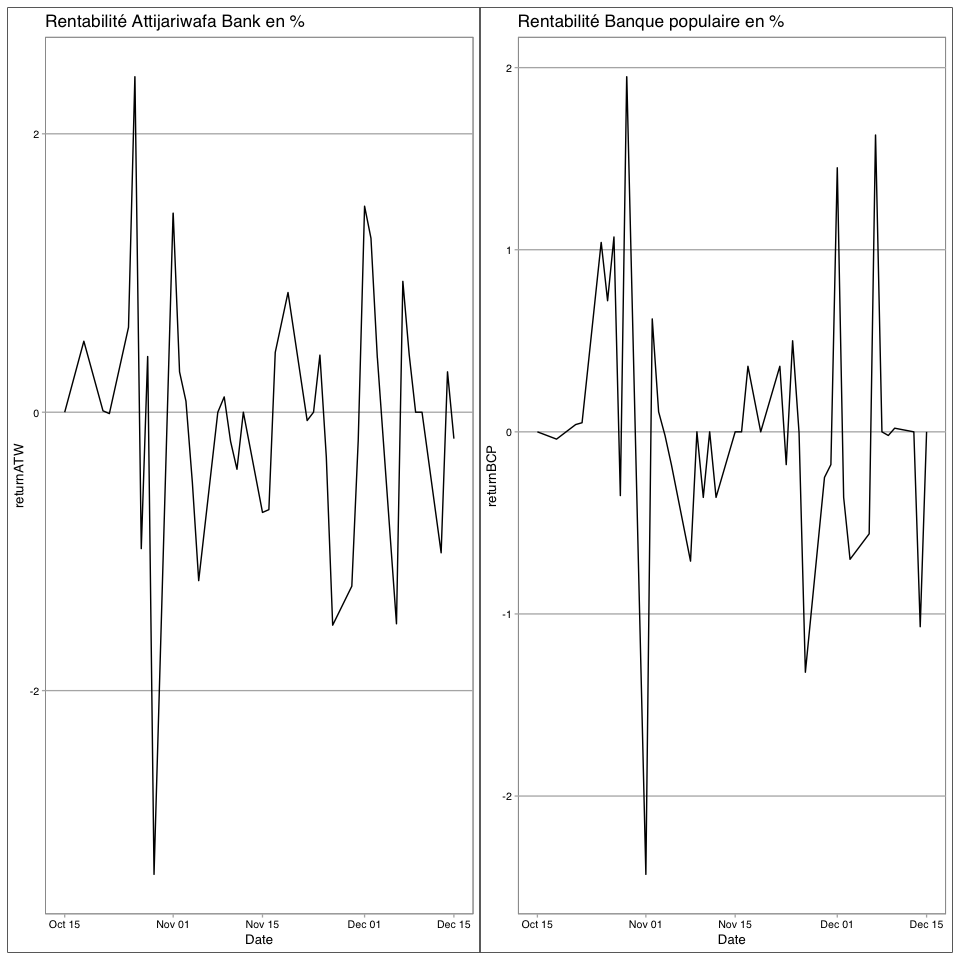 Rentabilité Attijariwafa Bank en %
returnATW
2
0
-2
Oct 15
Nov 01
Nov 15
Dec 01
Dec 15
Date
Rentabilité Banque populaire en %
returnBCP
2
1
0
-1
-2
Oct 15
Nov 01
Nov 15
Dec 01
Dec 15
Date